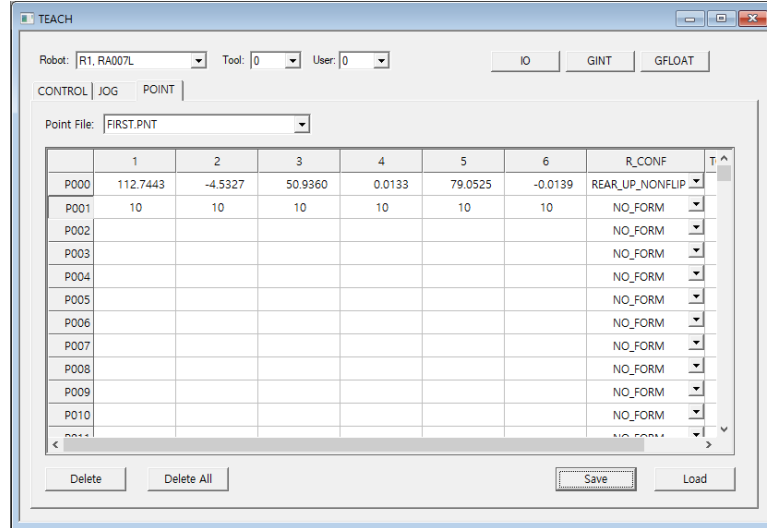 TEACH
Robot: R1, RA007L Tool: 0 User: 0 IO GINT GFLOAT
CONTROL JOG POINT
Point File: FIRST.PNT
1 2 3 4 5 6 R_CONF
P000 112.7443 -4.5327 50.9360 0.0133 79.0525 -0.0139 REAR_UP_NONFLIP
P001 10 10 10 10 10 10 NO_FORM
P002 NO_FORM
P003 NO_FORM
P004 NO_FORM
P005 NO_FORM
P006 NO_FORM
P007 NO_FORM
P008 NO_FORM
P009 NO_FORM
P010 NO_FORM
Delete Delete All Save Load